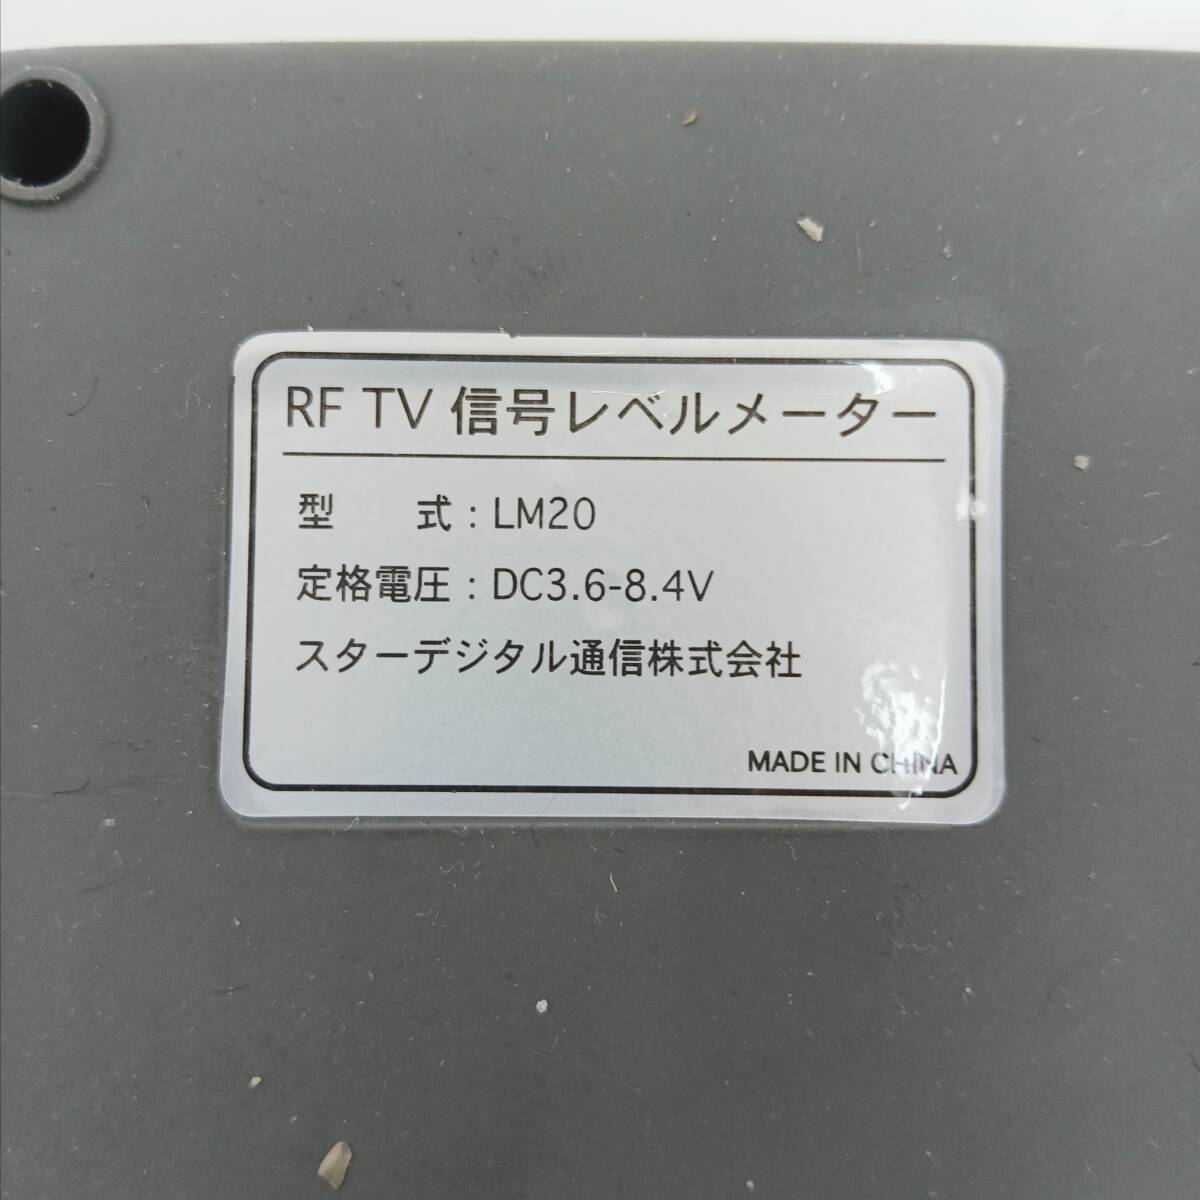 RF TV 信号レベルメーター
型 式：LM20
定格電圧：DC3.6-8.4V
スターデジタル通信株式会社
MADE IN CHINA